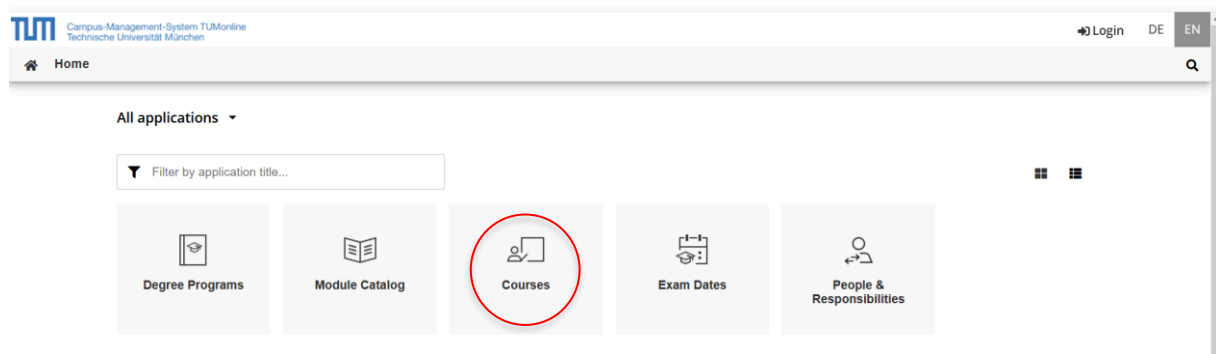 TUM Campus-Management-System TUMonline
Technische Universität München
Login DE EN
Home
All applications
Filter by application title...
Degree Programs
Module Catalog
Courses
Exam Dates
People &
Responsibilities